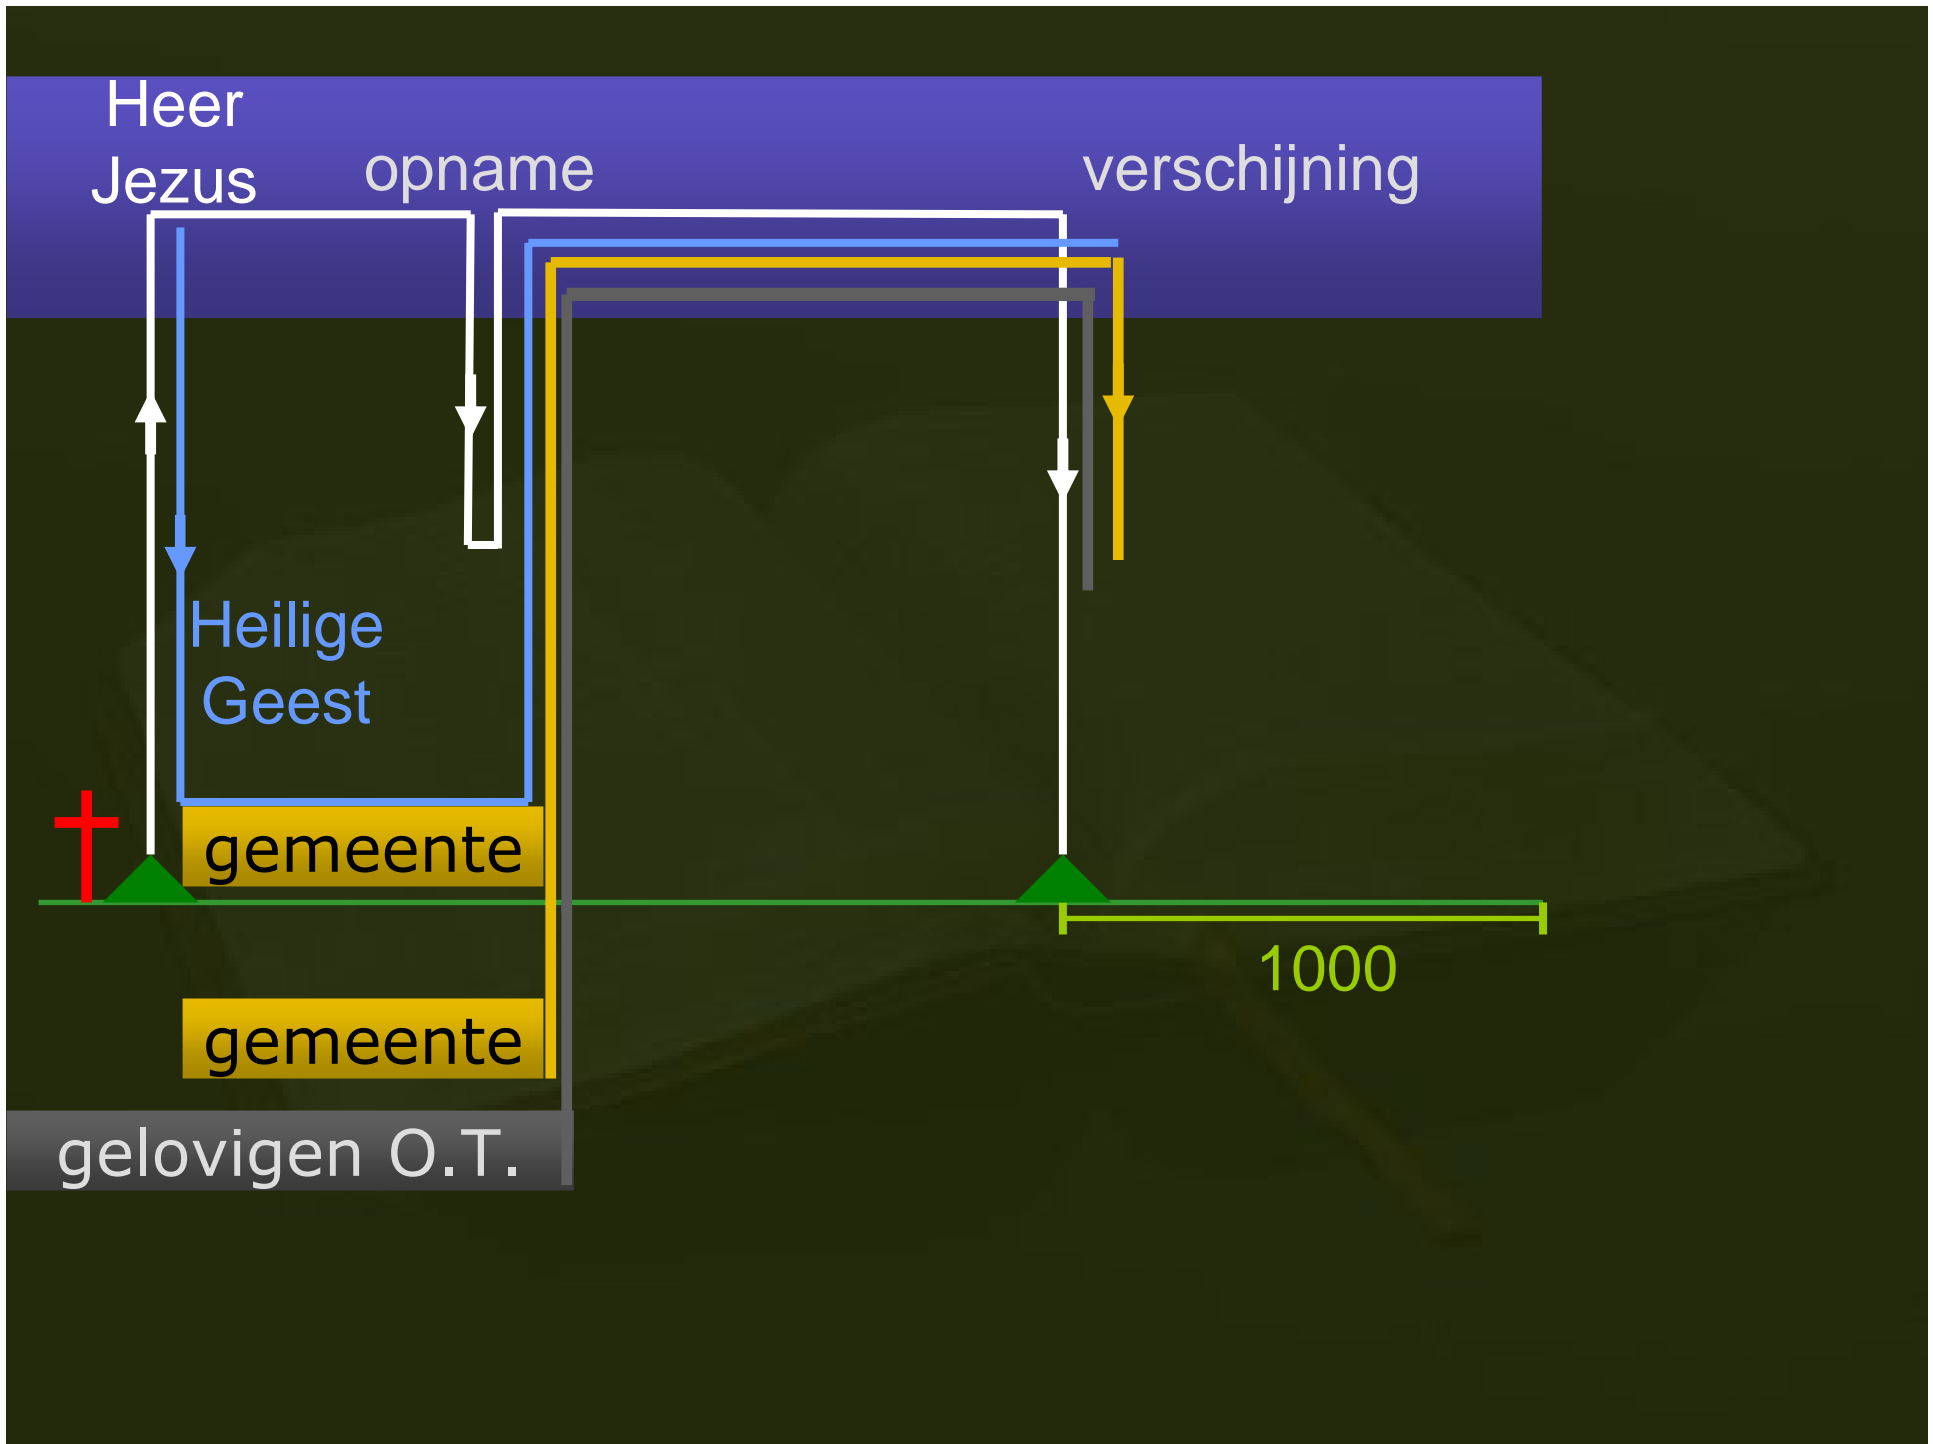 Heer
Jezus
opname
verschijning
Heilige
Geest
gemeente
1000
gemeente
gelovigen O.T.